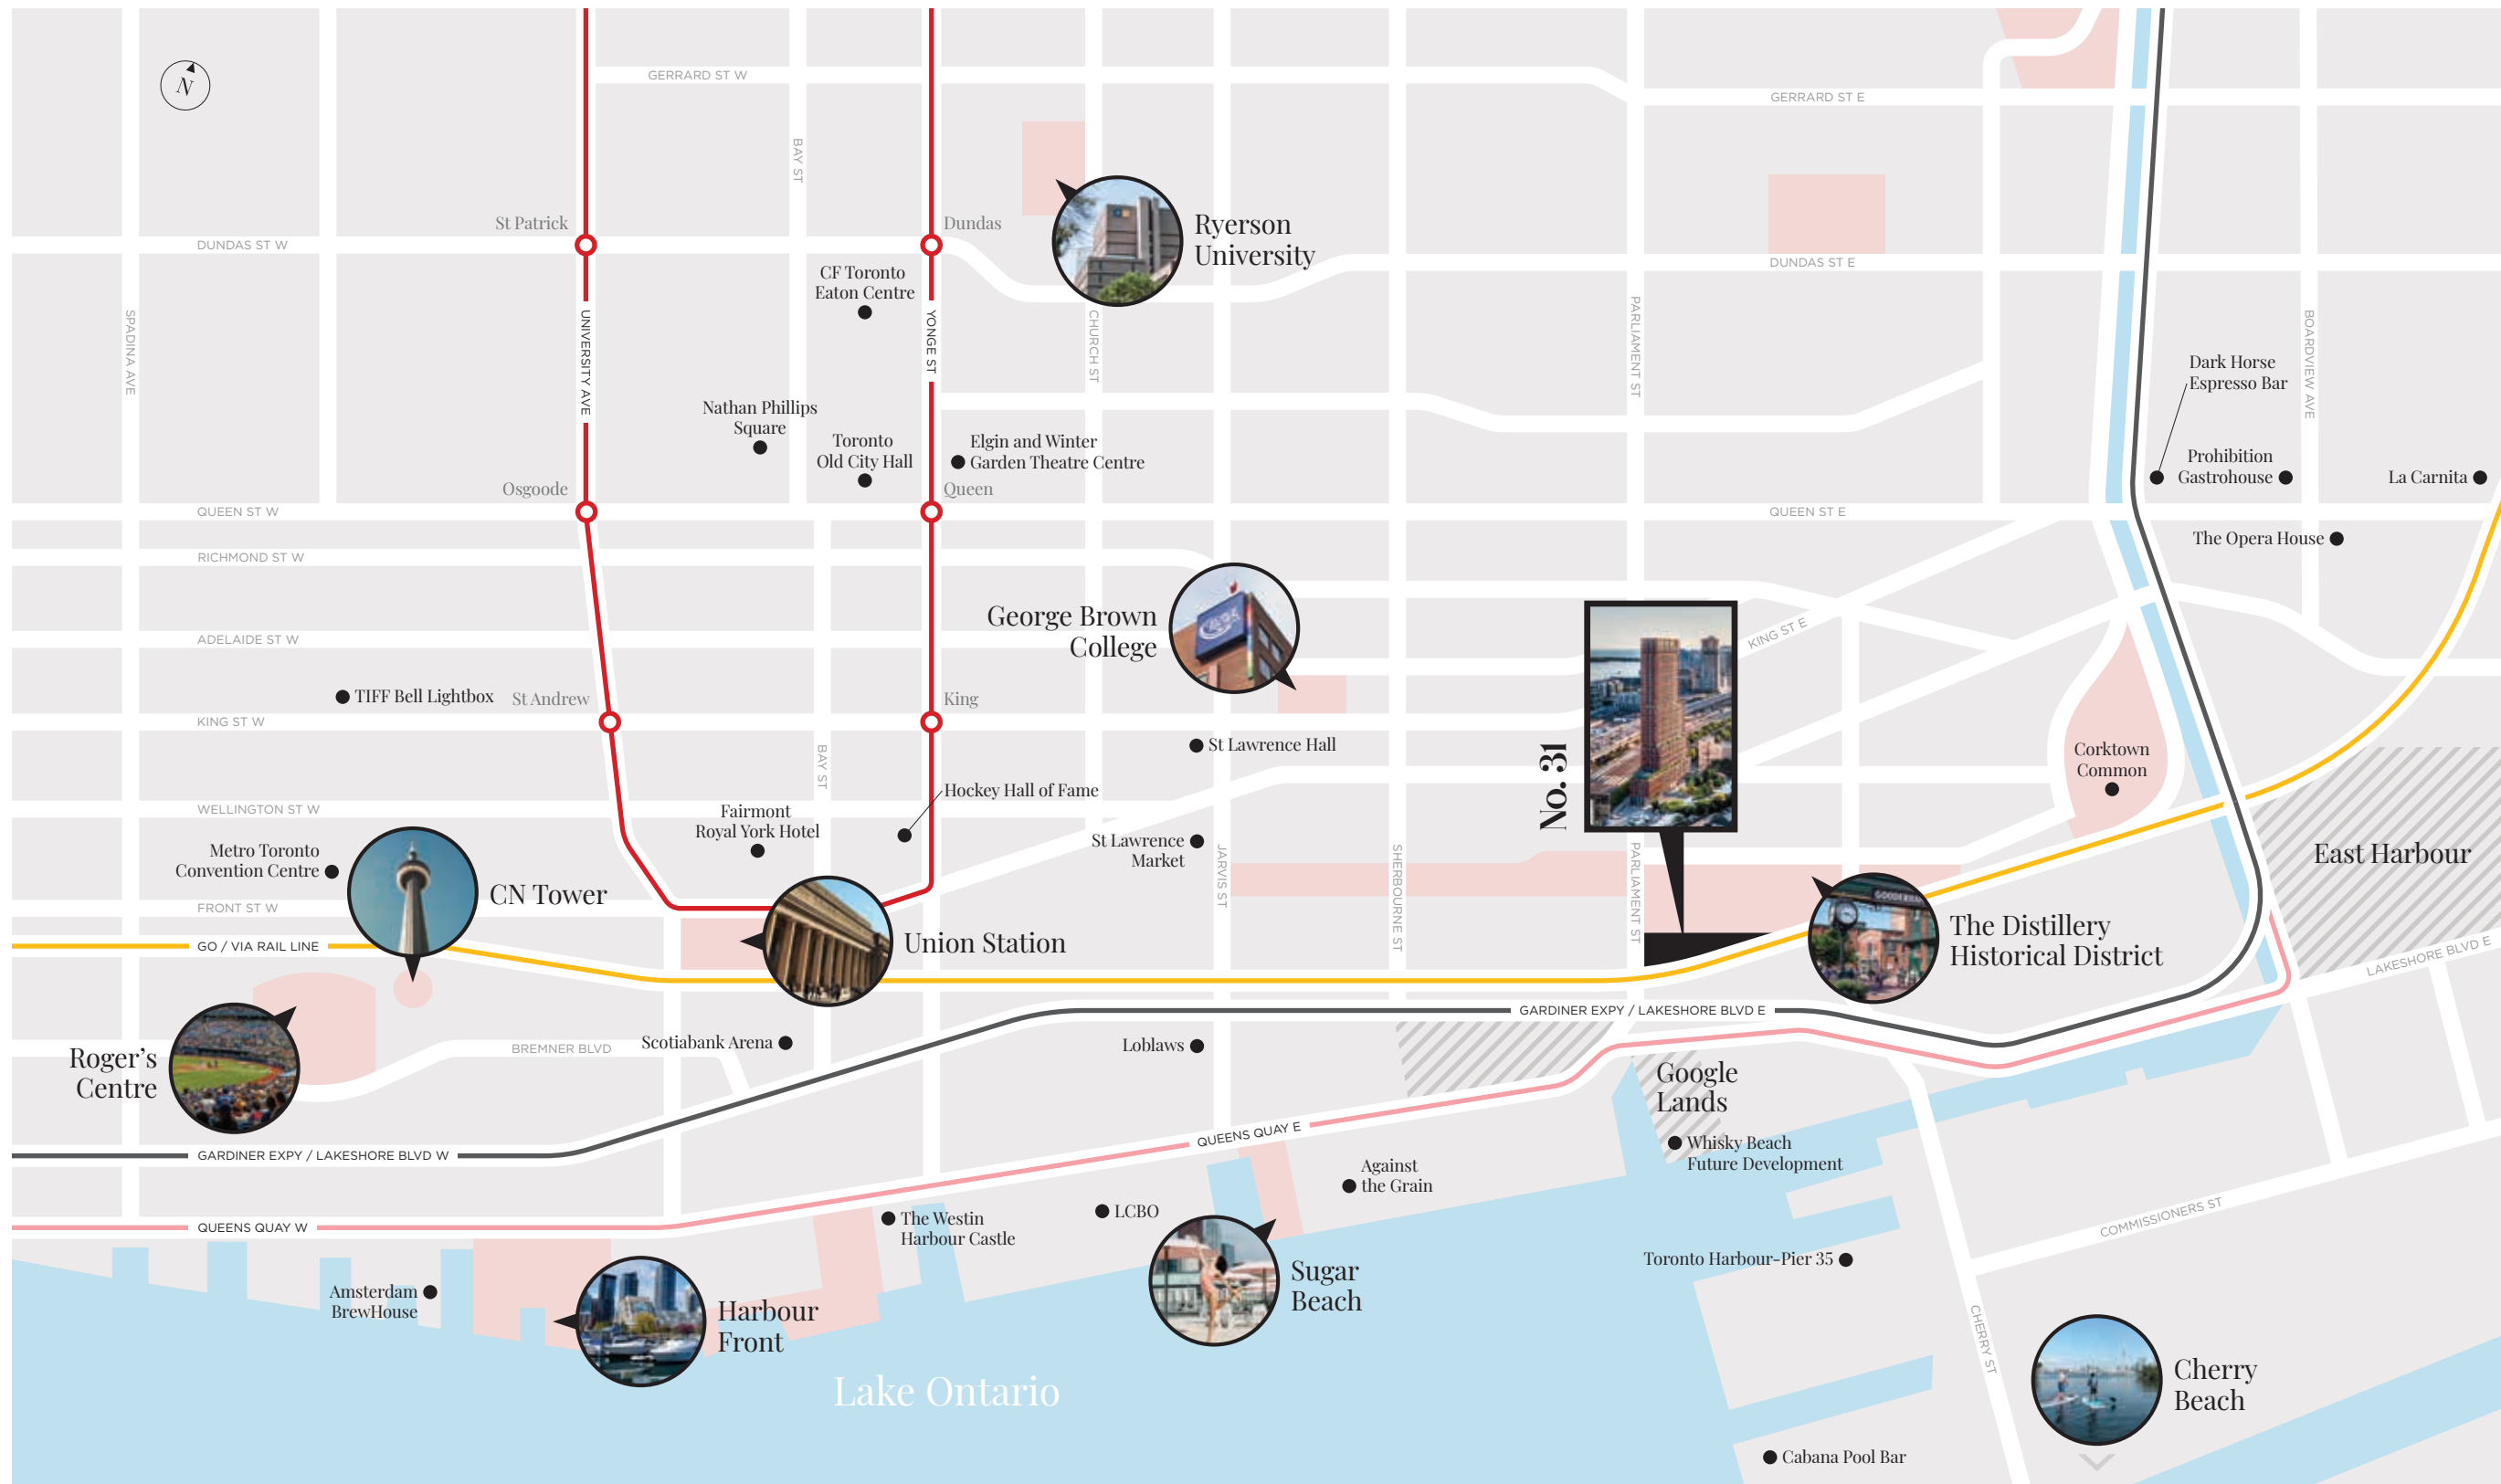 N
GERRARD ST W
GERRARD ST E
BAY ST
St Patrick
Dundas
Ryerson
University
DUNDAS ST W
DUNDAS ST E
CF Toronto
Eaton Centre
SPADINA AVE
UNIVERSITY AVE
YONGE ST
CHURCH ST
PARLIAMENT ST
BOARDVIEW AVE
Dark Horse
Espresso Bar
Nathan Phillips
Square
Toronto
Old City Hall
Elgin and Winter
Garden Theatre Centre
Prohibition
Gastrohouse
La Carnita
Osgoode
Queen
QUEEN ST W
QUEEN ST E
The Opera House
RICHMOND ST W
George Brown
College
KING ST E
ADELAIDE ST W
TIFF Bell Lightbox
St Andrew
King
KING ST W
St Lawrence Hall
No. 31
Corktown
Common
BAY ST
Hockey Hall of Fame
WELLINGTON ST W
Fairmont
Royal York Hotel
St Lawrence
Market
JARVIS ST
SHERBOURNE ST
PARLIAMENT ST
East Harbour
Metro Toronto
Convention Centre
CN Tower
GOODERHAM
FRONT ST W
The Distillery
Historical District
GO / VIA RAIL LINE
Union Station
LAKESHORE BLVD E
GARDINER EXPY / LAKESHORE BLVD E
Scotiabank Arena
BREMNER BLVD
Loblaws
Roger's
Centre
Google
Lands
QUEENS QUAY E
Whisky Beach
Future Development
GARDINER EXPY / LAKESHORE BLVD W
Against
the Grain
QUEENS QUAY W
The Westin
Harbour Castle
LCBO
COMMISSIONERS ST
Toronto Harbour-Pier 35
Sugar
Beach
Amsterdam
BrewHouse
Harbour
Front
CHERRY ST
Lake Ontario
Cherry
Beach
Cabana Pool Bar